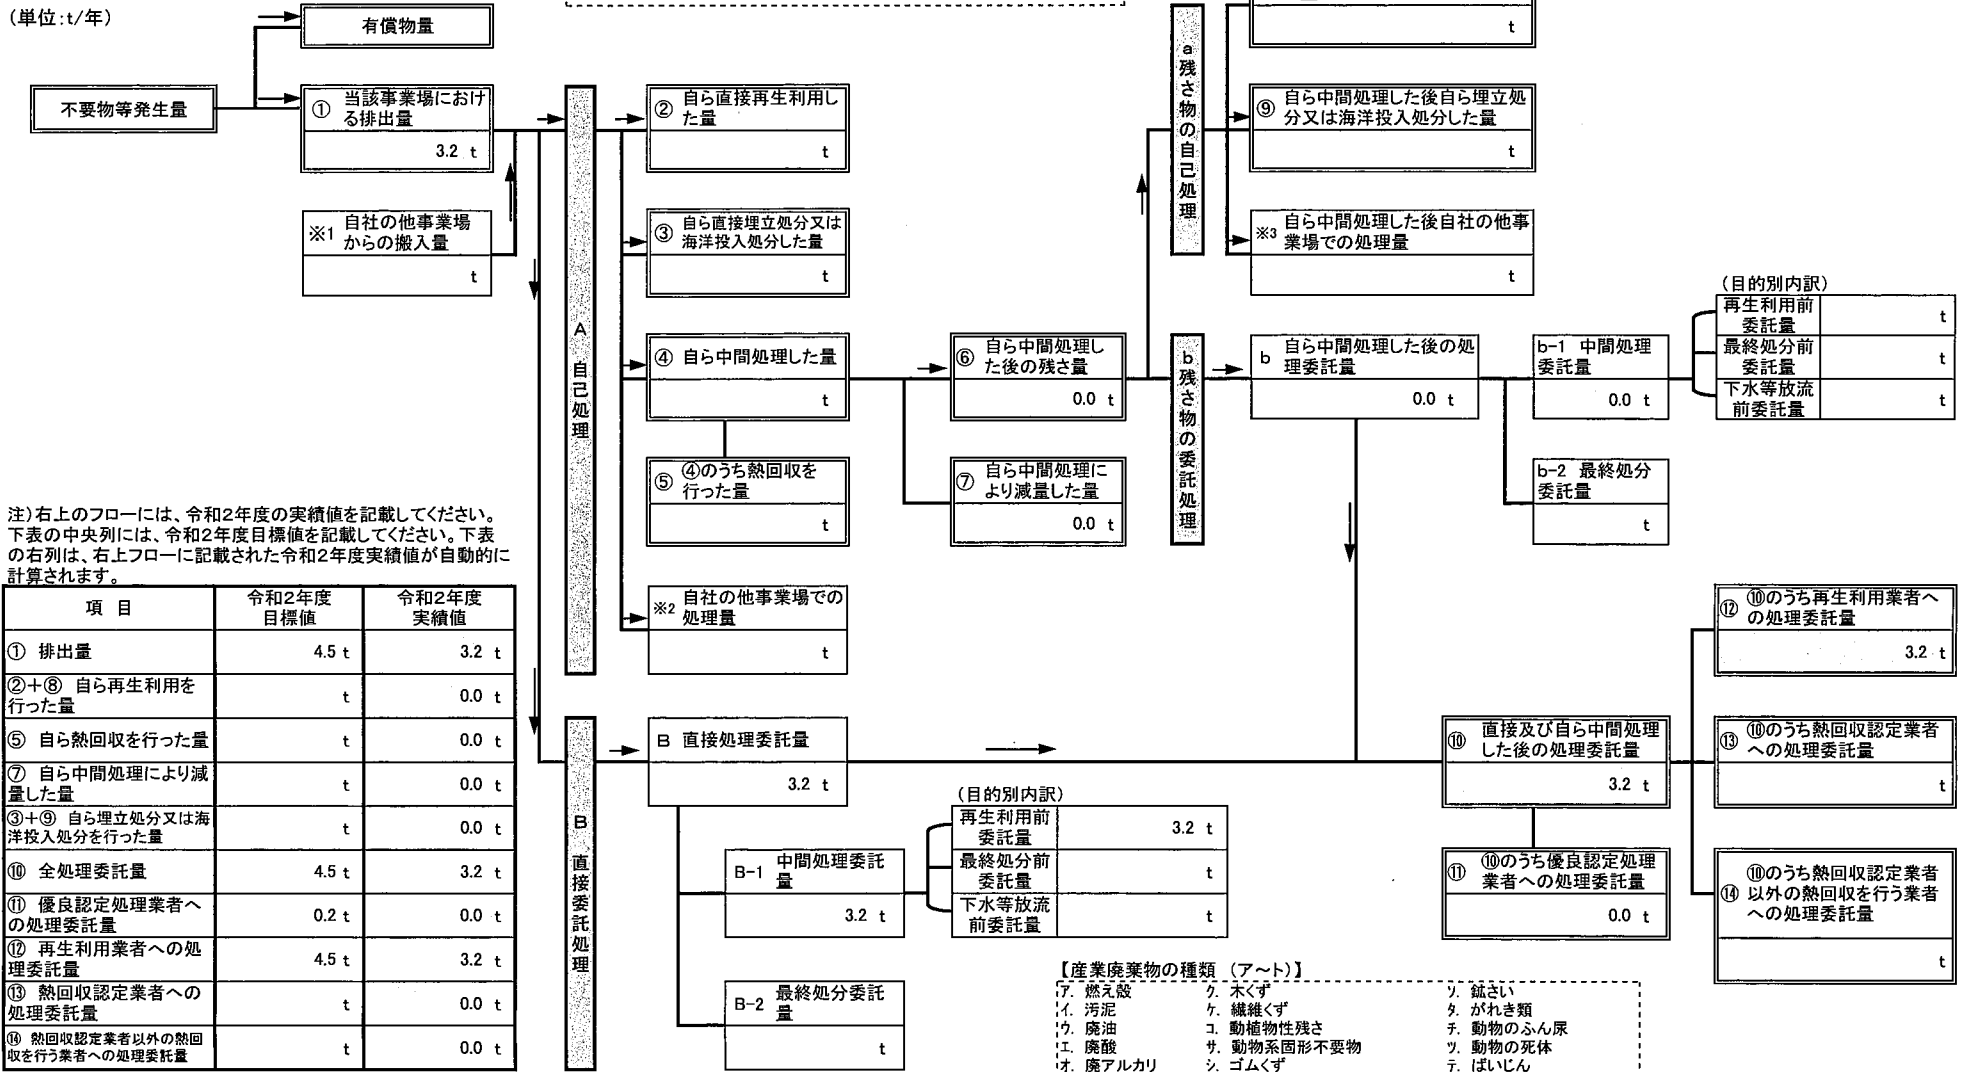 (単位:t/年)
有償物量
不要物等発生量
① 当該事業場におけ
る排出量
3.2 t
※1 自社の他事業場
からの搬入量
t
A 自己処理
② 自ら直接再生利用し
た量
t
③ 自ら直接埋立処分又は
海洋投入処分した量
t
④ 自ら中間処理した量
t
⑤ ④のうち熱回収を
行った量
t
※2 自社の他事業場での
処理量
t
⑥ 自ら中間処理し
た後の残さ量
0.0 t
⑦ 自ら中間処理に
より減量した量
0.0 t
a 残さ物の自己処理
t
⑨ 自ら中間処理した後自ら埋立処
分又は海洋投入処分した量
t
※3 自ら中間処理した後自社の他事
業場での処理量
t
b 残さ物の委託処理
b 自ら中間処理した後の処
理委託量
0.0 t
b-1 中間処理
委託量
0.0 t
b-2 最終処分
委託量
t
(目的別内訳)
再生利用前
委託量
t
最終処分前
委託量
t
下水等放流
前委託量
t
注)右上のフローには、令和2年度の実績値を記載してください。
下表の中央列には、令和2年度目標値を記載してください。下表
の右列は、右上フローに記載された令和2年度実績値が自動的に
計算されます。
項 目 令和2年度 令和2年度
目標値 実績値
① 排出量 4.5 t 3.2 t
②+⑧ 自ら再生利用を
行った量 t 0.0 t
⑤ 自ら熱回収を行った量 t 0.0 t
⑦ 自ら中間処理により減
量した量 t 0.0 t
③+⑨ 自ら埋立処分又は海
洋投入処分を行った量 t 0.0 t
⑩ 全処理委託量 4.5 t 3.2 t
⑪ 優良認定処理業者へ
の処理委託量 0.2 t 0.0 t
⑫ 再生利用業者への処
理委託量 4.5 t 3.2 t
⑬ 熱回収認定業者への
処理委託量 t 0.0 t
⑭ 熱回収認定業者以外の熱回
収を行う業者への処理委託量 t 0.0 t
B 直接委託処理
B 直接処理委託量
3.2 t
B-1 中間処理委託
量
3.2 t
B-2 最終処分委託
量
t
(目的別内訳)
再生利用前
委託量
3.2 t
最終処分前
委託量
t
下水等放流
前委託量
t
⑩ 直接及び自ら中間処理
した後の処理委託量
3.2 t
⑪ ⑩のうち優良認定処理
業者への処理委託量
0.0 t
⑫ ⑩のうち再生利用業者へ
の処理委託量
3.2 t
⑬ ⑩のうち熱回収認定業者
への処理委託量
t
⑩のうち熱回収認定業者
⑭ 以外の熱回収を行う業者
への処理委託量
t
【産業廃棄物の種類 (ア~ト)】
ア. 燃え殻 ク. 木くず ソ. 鉱さい
イ. 汚泥 ケ. 繊維くず タ. がれき類
ウ. 廃油 コ. 動植物性残さ チ. 動物のふん尿
エ. 廃酸 サ. 動物系固形不要物 ツ. 動物の死体
オ. 廃アルカリ シ. ゴムくず テ. ばいじん